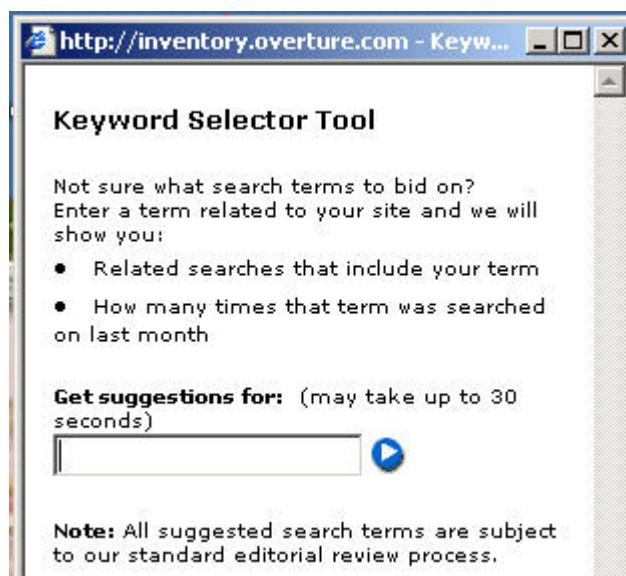 http://inventory.overture.com - Keyw...
Keyword Selector Tool
Not sure what search terms to bid on?
Enter a term related to your site and we will
show you:
• Related searches that include your term
• How many times that term was searched
on last month
Get suggestions for: (may take up to 30
seconds)
Note: All suggested search terms are subject
to our standard editorial review process.